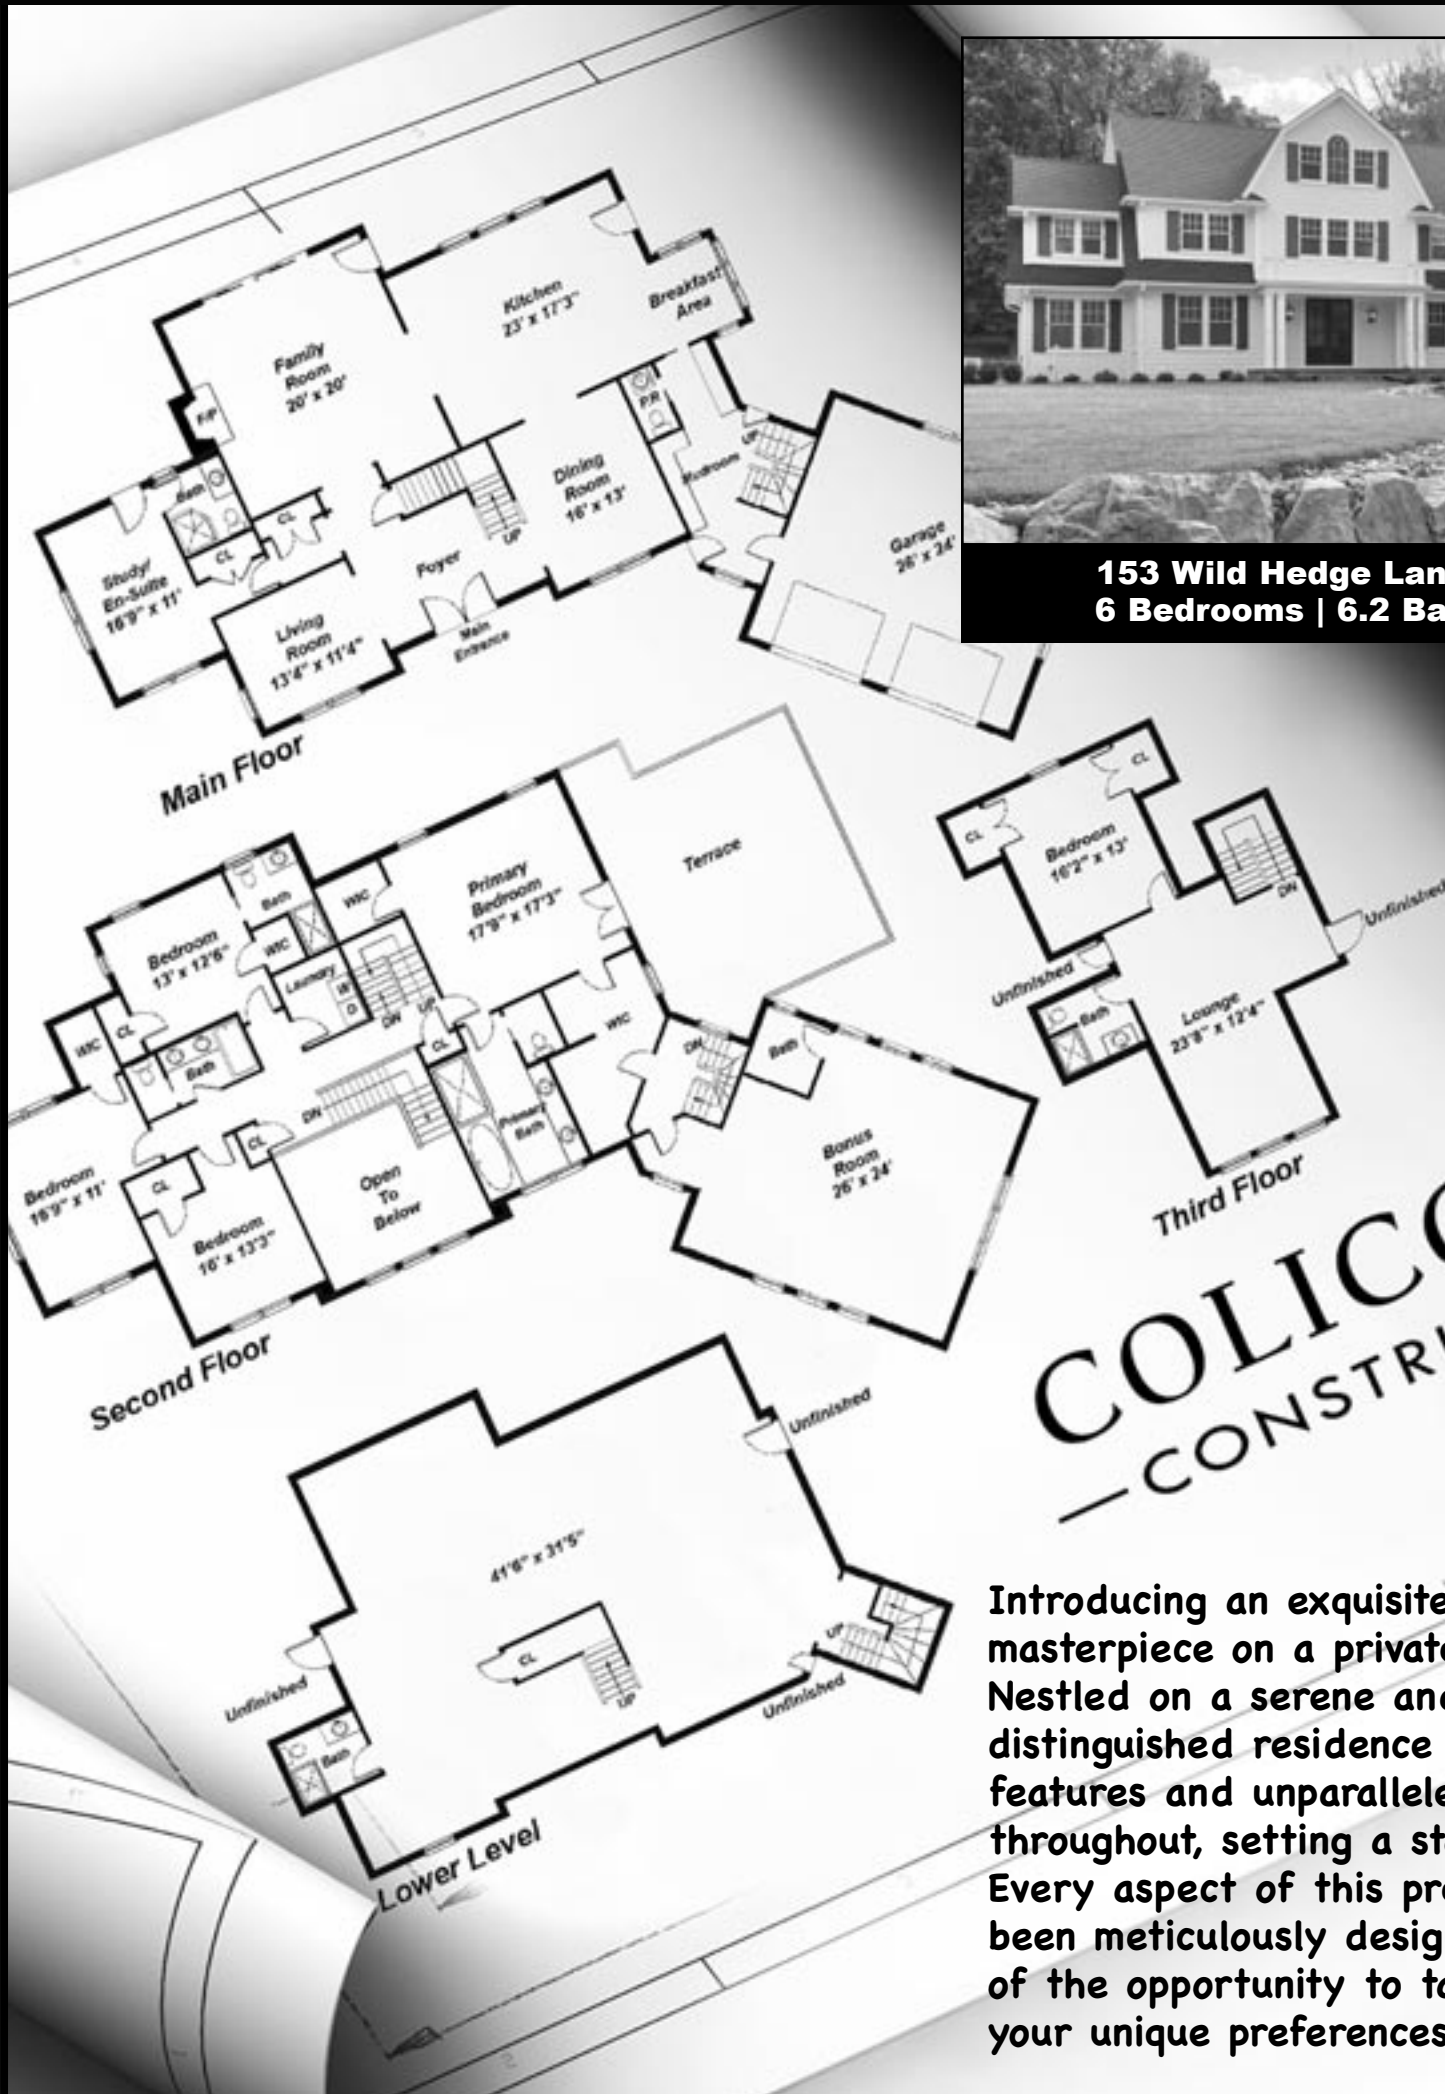 Kitchen
23' x 17'3"
Breakfast
Area
Family
Room
20' x 20'
F/P
P/R
UP
Mudroom
Dining
Room
16' x 13'
Bath
CL
CL
UP
Foyer
Garage
26' x 24'
Study/
En-Suite
16'9" x 11'
Living
Room
13'4" x 11'4"
Main
Entrance
Main Floor
153 Wild Hedge Lan
6 Bedrooms | 6.2 Ba
Terrace
Primary
Bedroom
17'9" x 17'3"
WIC
Bath
WIC
Bedroom
13' x 12'6"
Laundry
W
D
UP
DN
CL
WIC
CL
WIC
Bath
DN
CL
Primary
Bath
DN
Bath
Bonus
Room
26' x 24'
Bedroom
16'9" x 11'
CL
Open
To
Below
Bedroom
16' x 13'3"
Second Floor
CL
CL
Bedroom
16'2" x 13'
DN
Unfinished
Unfinished
Bath
Lounge
23'8" x 12'4"
Third Floor
COLICO
CONSTR
Unfinished
41'6" x 31'5"
CL
UP
UP
Unfinished
Unfinished
Bath
Lower Level
Introducing an exquisite
masterpiece on a private
Nestled on a serene and
distinguished residence
features and unparallele
throughout, setting a st
Every aspect of this pr
been meticulously desig
of the opportunity to t
your unique preferences